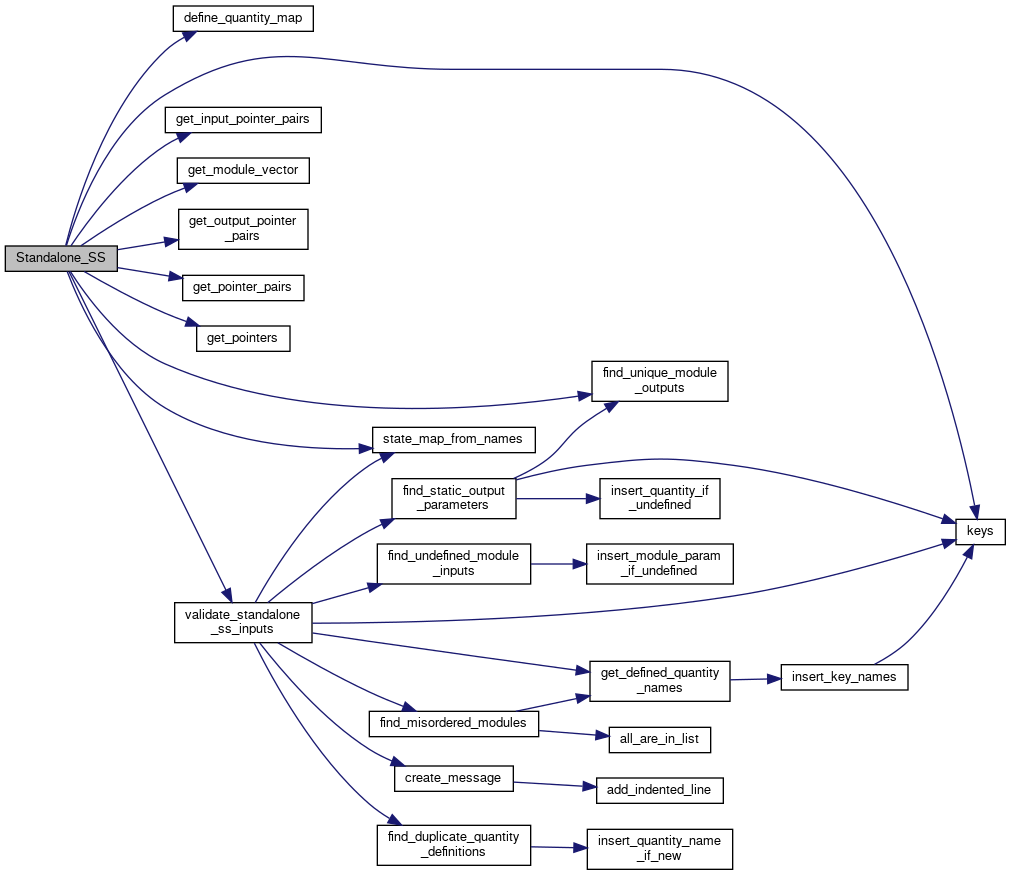 define_quantity_map
get_input_pointer_pairs
get_module_vector
get_output_pointer
_pairs
Standalone_SS
get_pointer_pairs
get_pointers
find_unique_module
_outputs
state_map_from_names
find_static_output
_parameters
insert_quantity_if
_undefined
keys
find_undefined_module
_inputs
insert_module_param
_if_undefined
validate_standalone
_ss_inputs
get_defined_quantity
_names
insert_key_names
find_misordered_modules
all_are_in_list
create_message
add_indented_line
find_duplicate_quantity
_definitions
insert_quantity_name
_if_new